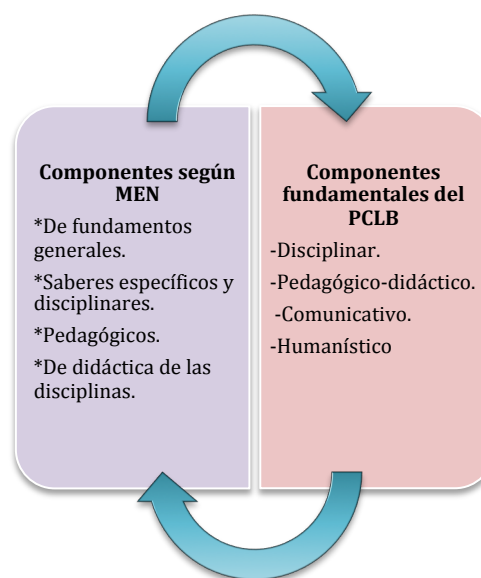 Componentes según
MEN
*De fundamentos
generales.
*Saberes específicos y
disciplinares.
*Pedagógicos.
*De didáctica de las
disciplinas.
Componentes
fundamentales del
PCLB
-Disciplinar.
-Pedagógico-didáctico.
-Comunicativo.
-Humanístico